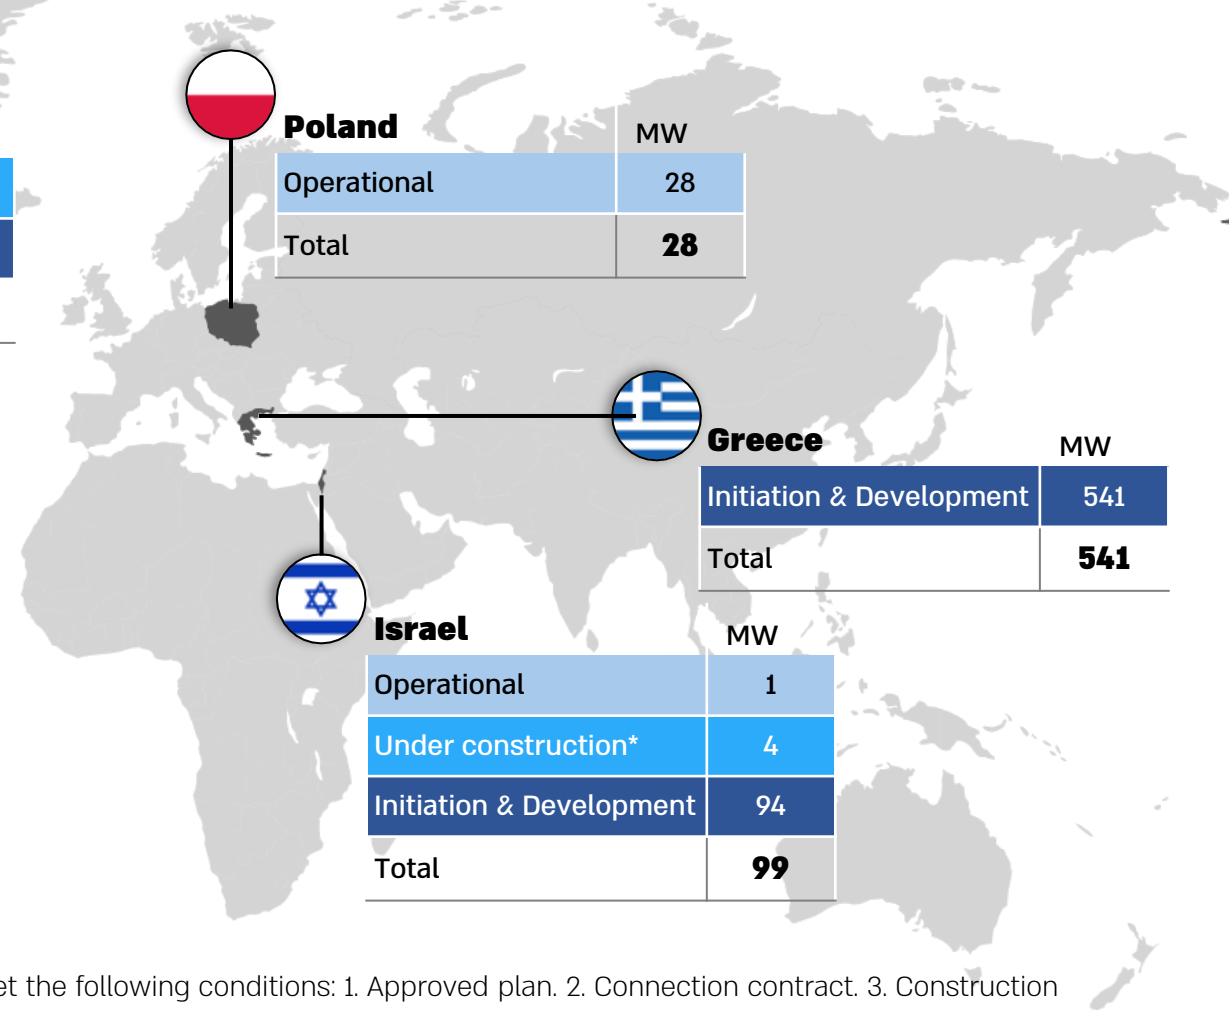 Poland MW
Operational 28
Total 28
Greece MW
Initiation & Development 541
Total 541
Israel MW
Operational 1
Under construction* 4
Initiation & Development 94
Total 99
the following conditions: 1. Approved plan. 2. Connection contract. 3. Construction